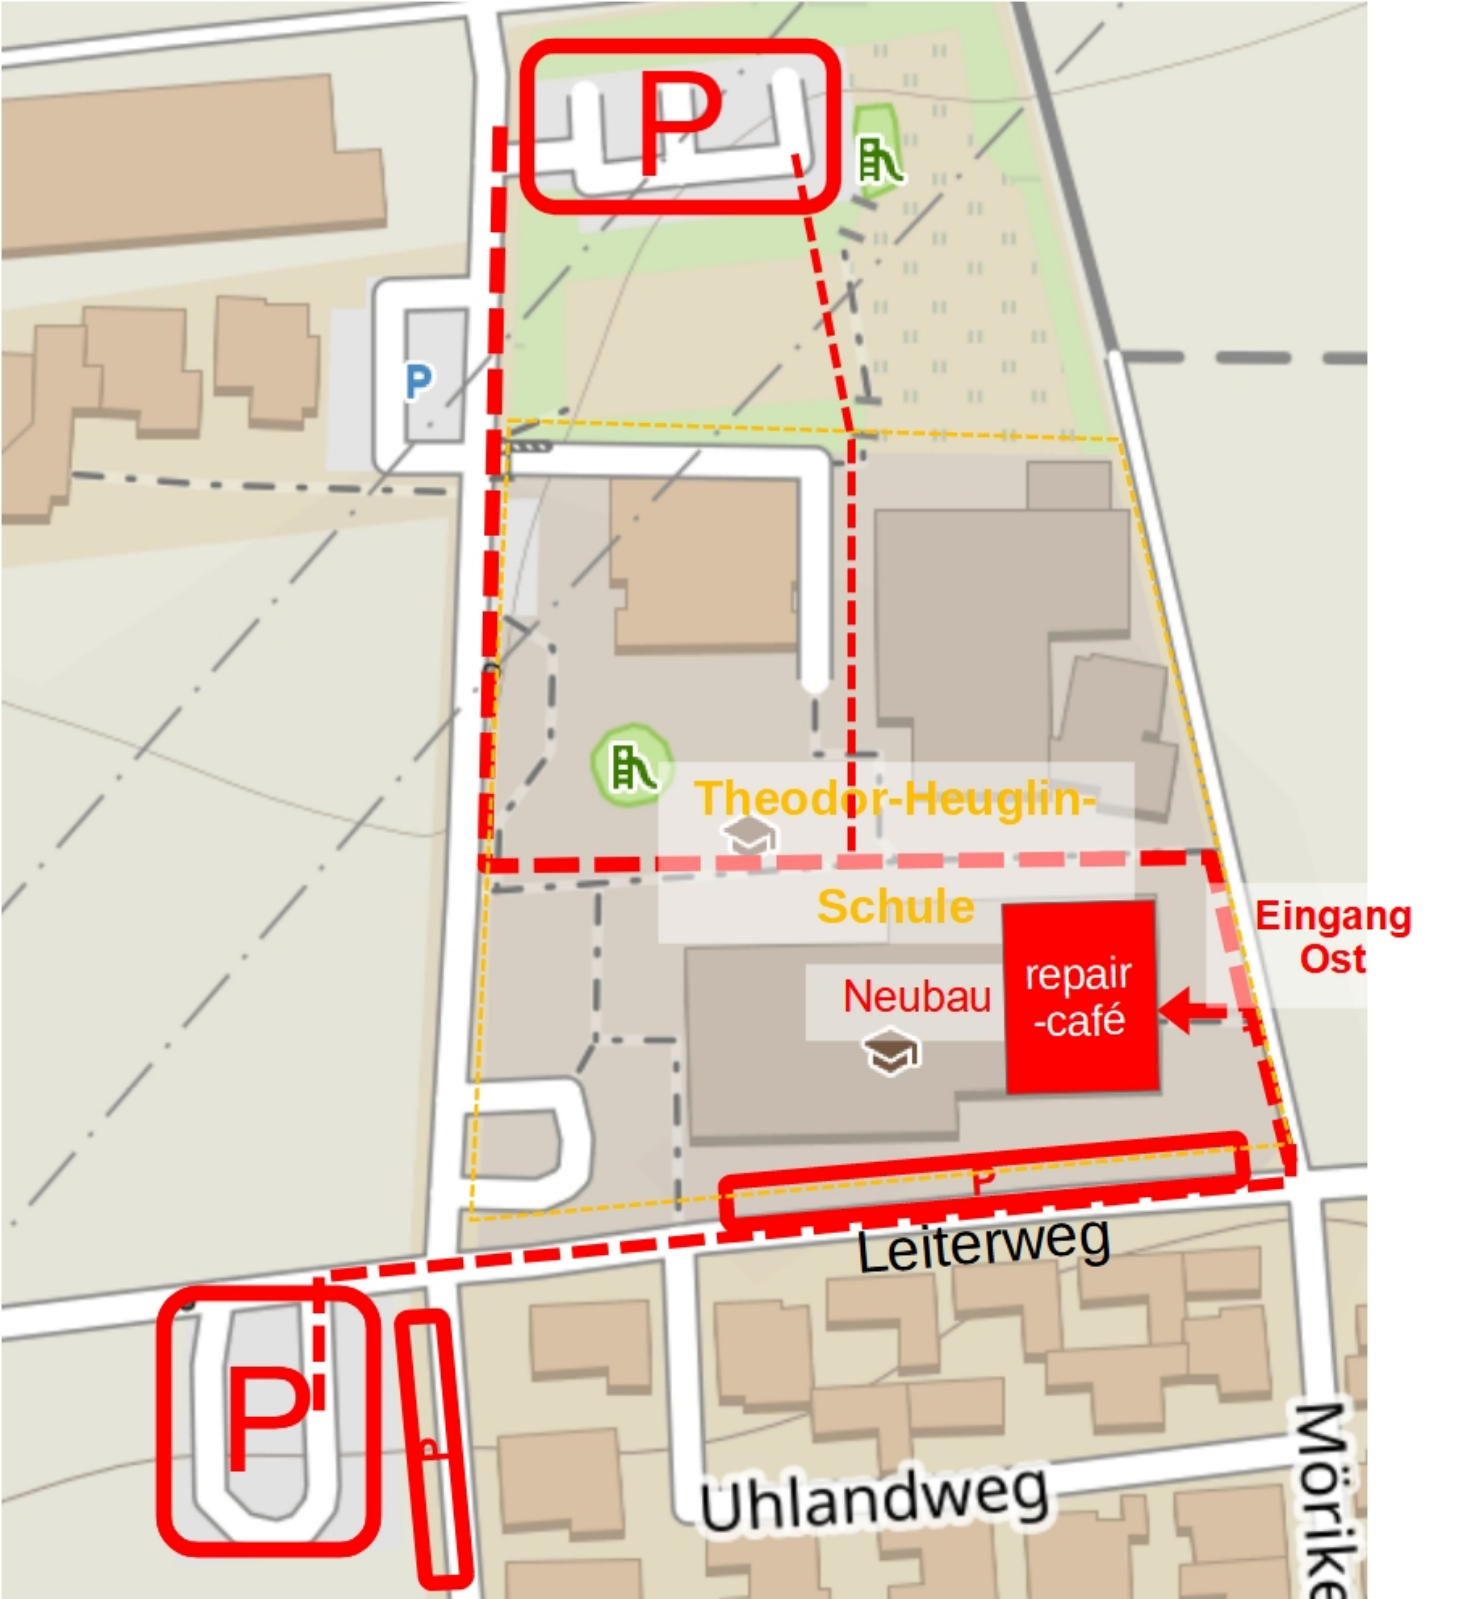 P
P
Theodor-Heuglin-
Schule
Eingang
Ost
repair
-café
Neubau
P
Leiterweg
P
P
Uhlandweg
Mörike